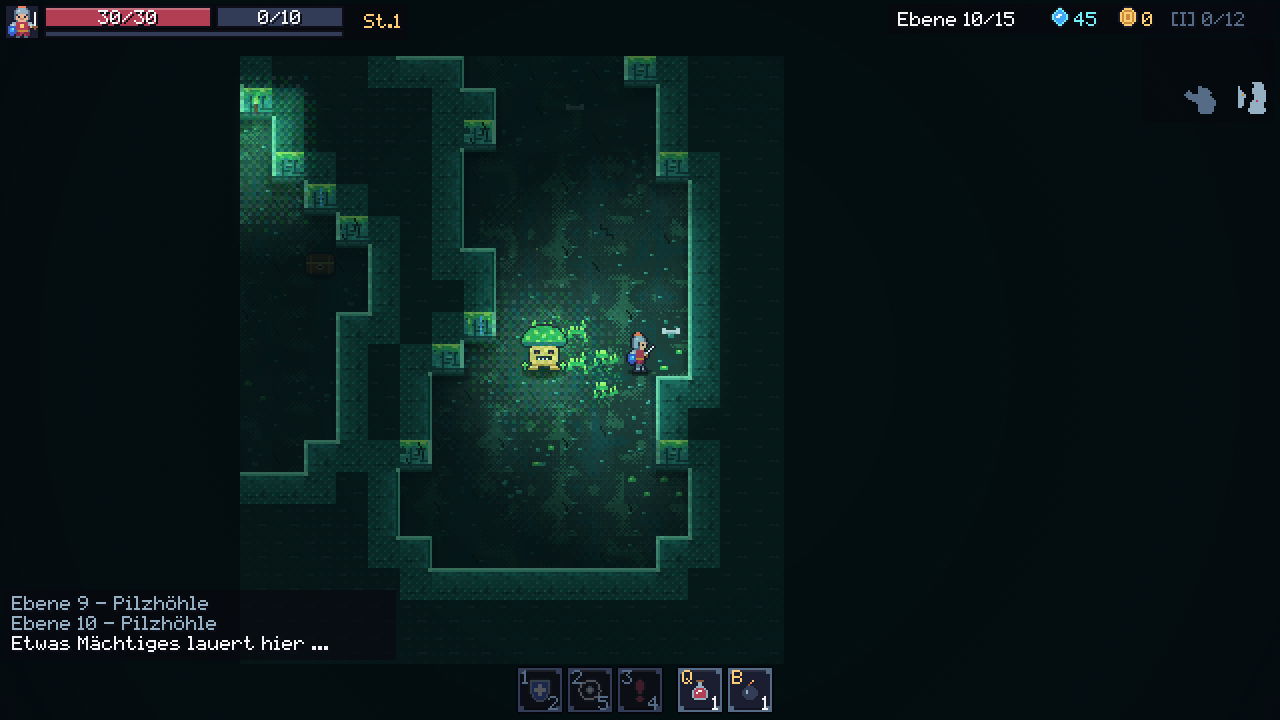 30/30 0/10 St.1 Ebene 10/15 45 0 [I] 0/12
Ebene 9 - Pilzhöhle
Ebene 10 - Pilzhöhle
Etwas Mächtiges lauert hier ...
1 2 2 5 3 4 Q 1 B 1